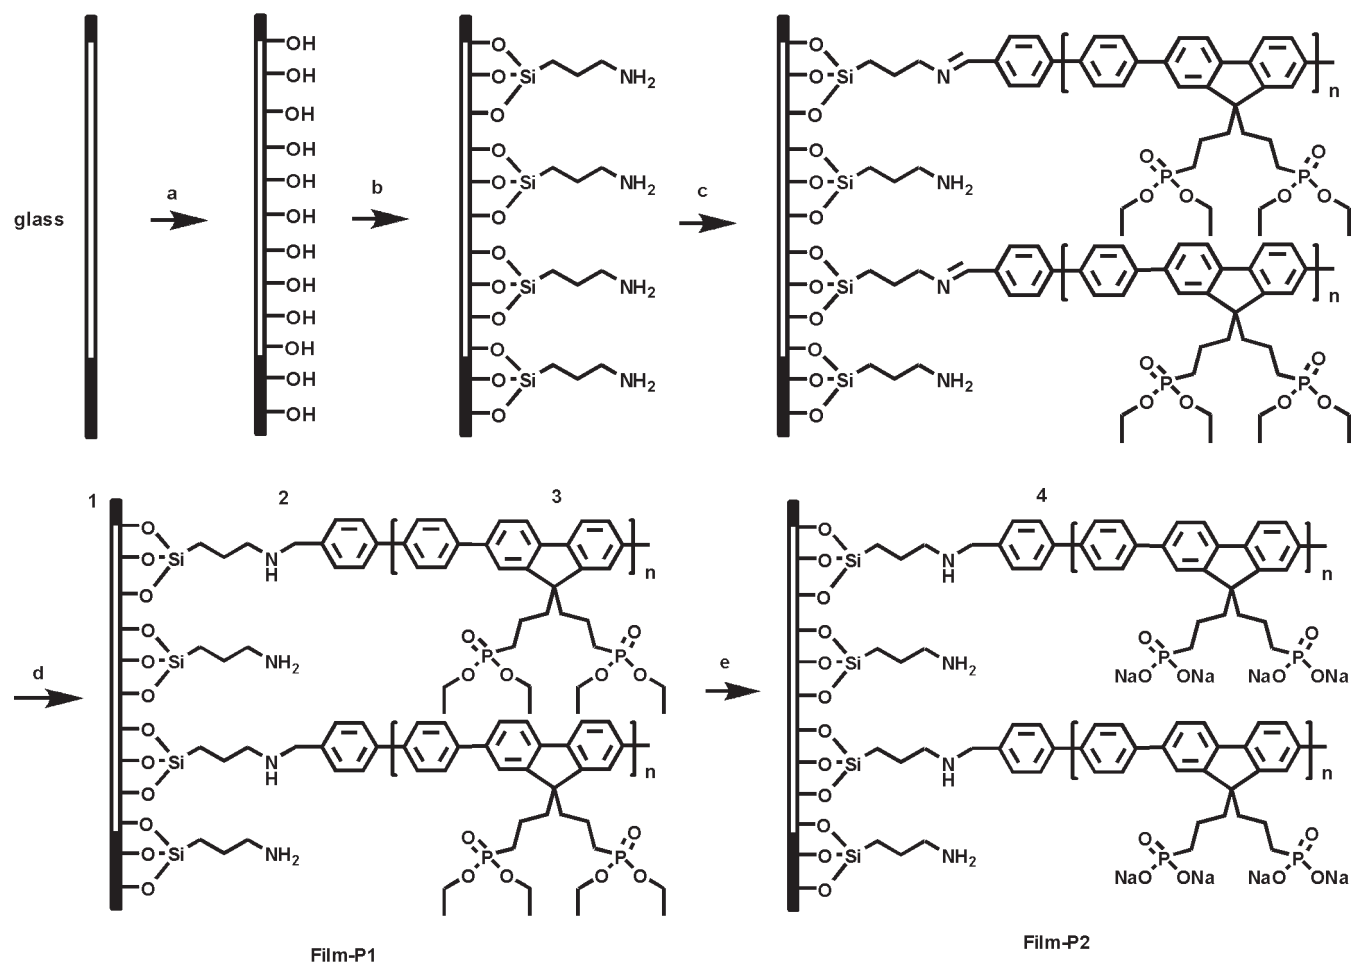 glass
a
OH
OH
OH
OH
OH
OH
OH
OH
OH
OH
OH
OH
b
O
O Si NH2
O
O
O Si NH2
O
O
O Si NH2
O
O
O Si NH2
O
c
O
O Si N n
O
O P O P
O O O O
O
O Si NH2
O
O
O Si N n
O
O P O P
O O O O
O
O Si NH2
O
d
1 2 3
O
O Si N H n
O
O P O P
O O O O
O
O Si NH2
O
O
O Si N H n
O
O P O P
O O O O
O
O Si NH2
O
Film-P1
e
4
O
O Si N H n
O
O P O P
NaO ONa NaO ONa
O
O Si NH2
O
O
O Si N H n
O
O P O P
NaO ONa NaO ONa
O
O Si NH2
O
Film-P2